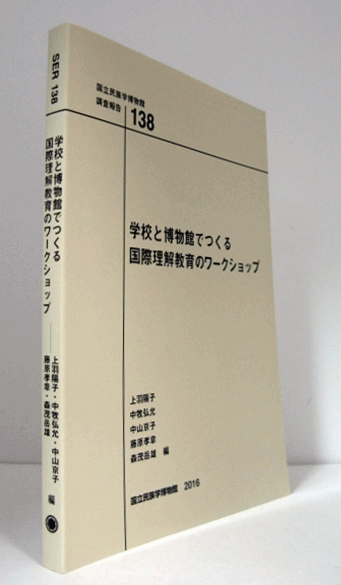 SER 138
学校と博物館でつくる
国際理解教育のワークショップ
上羽陽子・中牧弘允・中山京子
藤原孝章・森茂岳雄
編
国立民族学博物館
調査報告
138
学校と博物館でつくる
国際理解教育のワークショップ
上羽陽子
中牧弘允
中山京子
藤原孝章
森茂岳雄 編
国立民族学博物館 2016